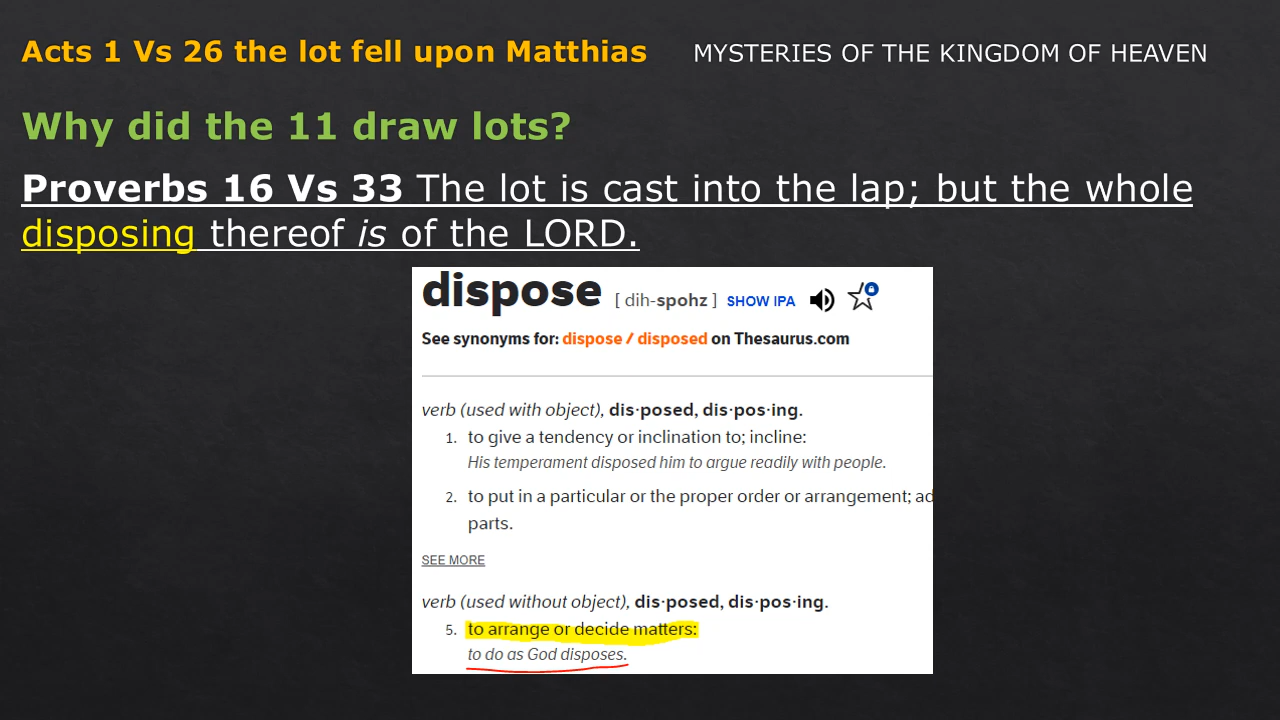 Acts 1 Vs 26 the lot fell upon Matthias MYSTERIES OF THE KINGDOM OF HEAVEN
Why did the 11 draw lots?
Proverbs 16 Vs 33 The lot is cast into the lap; but the whole
disposing thereof is of the LORD.
dispose [ dih-spohz ] SHOW IPA
See synonyms for: dispose / disposed on Thesaurus.com
verb (used with object), dis·posed, dis·pos·ing.
1. to give a tendency or inclination to; incline:
His temperament disposed him to argue readily with people.
2. to put in a particular or the proper order or arrangement; ad
parts.
SEE MORE
verb (used without object), dis·posed, dis·pos·ing.
5. to arrange or decide matters:
to do as God disposes.